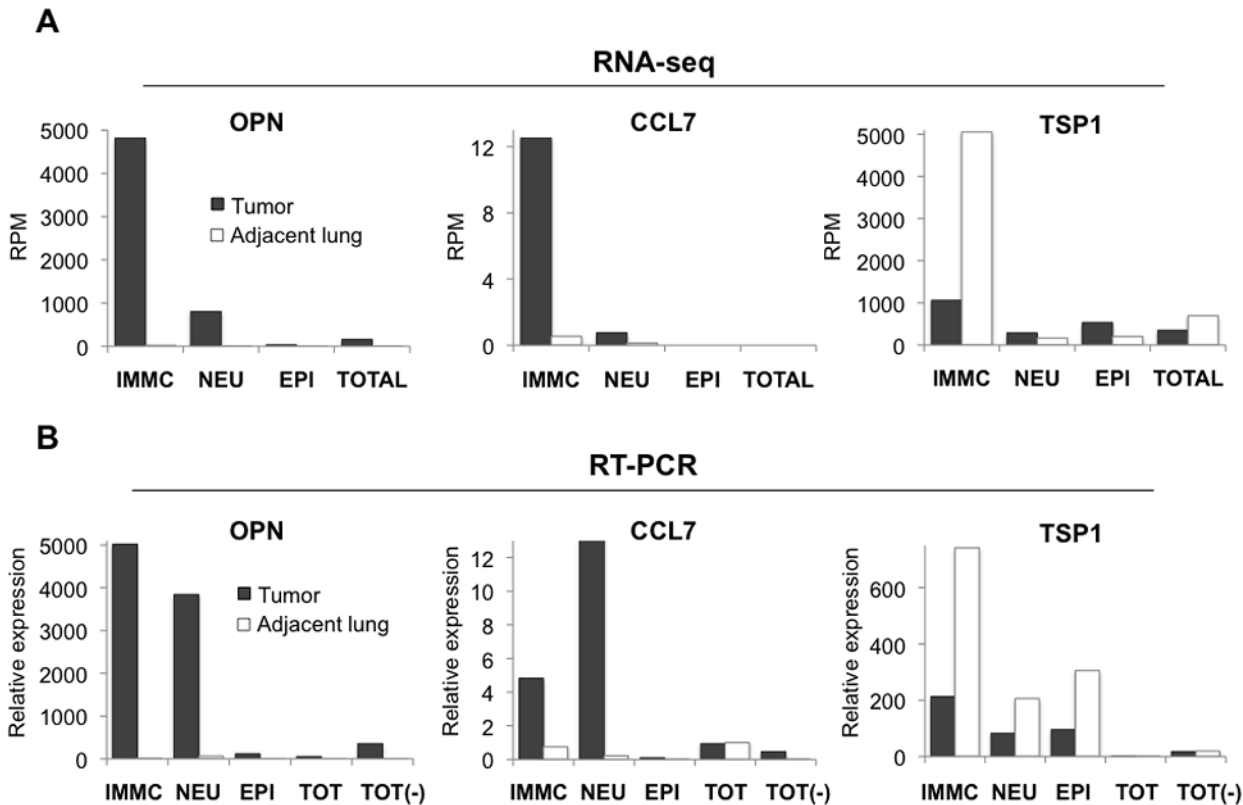 A
RNA-seq
OPN
CCL7
TSP1
5000
4000
3000
2000
1000
0
RPM
Tumor
Adjacent lung
IMMC NEU EPI TOTAL
12
8
4
0
RPM
IMMC NEU EPI TOTAL
5000
4000
3000
2000
1000
0
RPM
IMMC NEU EPI TOTAL
B
RT-PCR
OPN
CCL7
TSP1
5000
4000
3000
2000
1000
0
Relative expression
Tumor
Adjacent lung
IMMC NEU EPI TOT TOT(-)
12
10
8
6
4
2
0
Relative expression
IMMC NEU EPI TOT TOT(-)
600
400
200
0
Relative expression
IMMC NEU EPI TOT TOT(-)